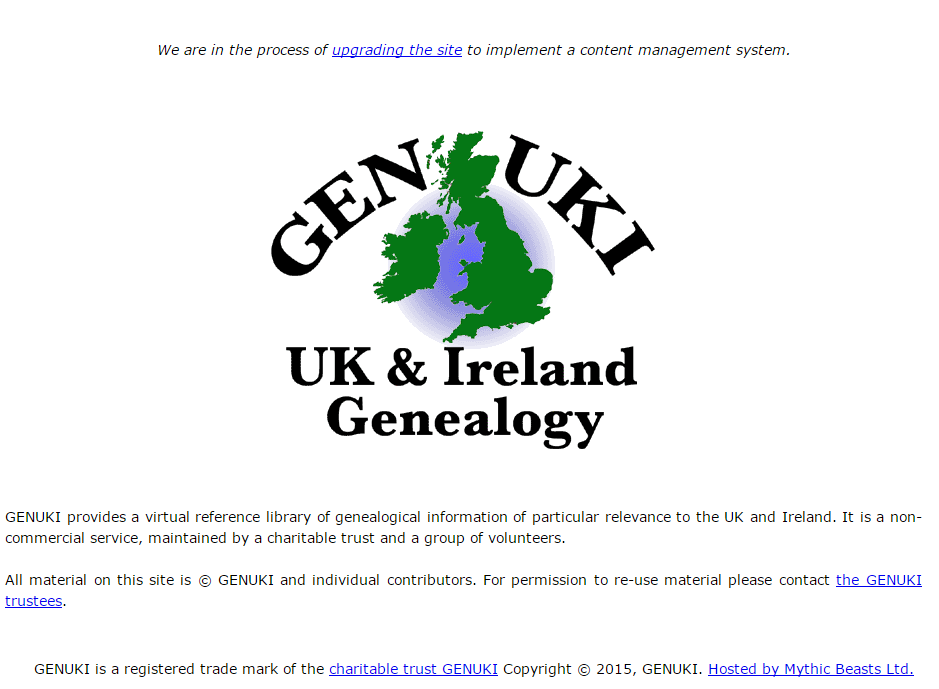 We are in the process of upgrading the site to implement a content management system.
GENUKI
UK & Ireland
Genealogy
GENUKI provides a virtual reference library of genealogical information of particular relevance to the UK and Ireland. It is a non-
commercial service, maintained by a charitable trust and a group of volunteers.
All material on this site is © GENUKI and individual contributors. For permission to re-use material please contact the GENUKI
trustees.
GENUKI is a registered trade mark of the charitable trust GENUKI Copyright © 2015, GENUKI. Hosted by Mythic Beasts Ltd.